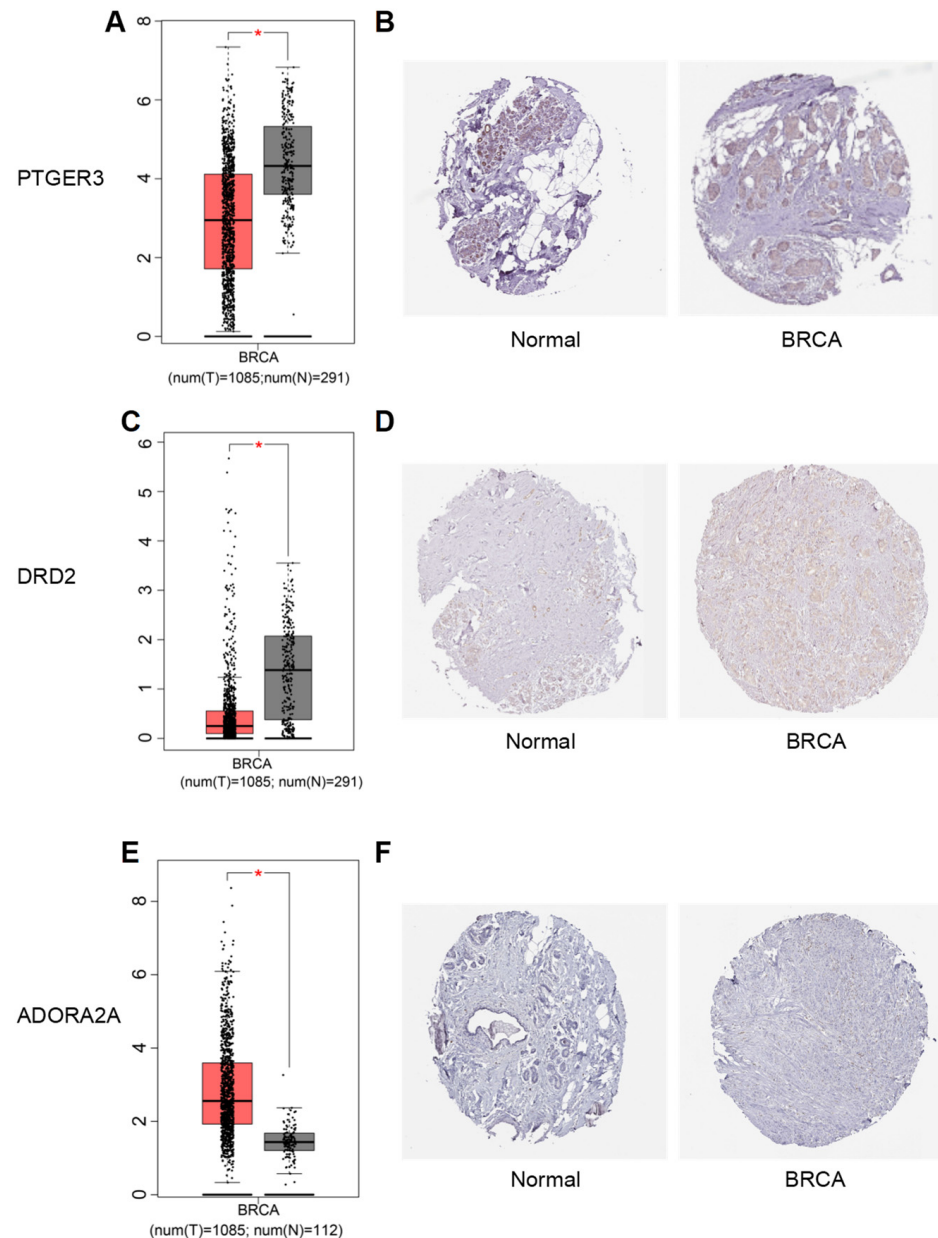 A
B
PTGER3
8
6
4
2
0
*
BRCA
(num(T)=1085;num(N)=291)
Normal
BRCA
C
D
DRD2
6
5
4
3
2
1
0
*
BRCA
(num(T)=1085; num(N)=291)
Normal
BRCA
E
F
ADORA2A
8
6
4
2
0
*
BRCA
(num(T)=1085; num(N)=112)
Normal
BRCA